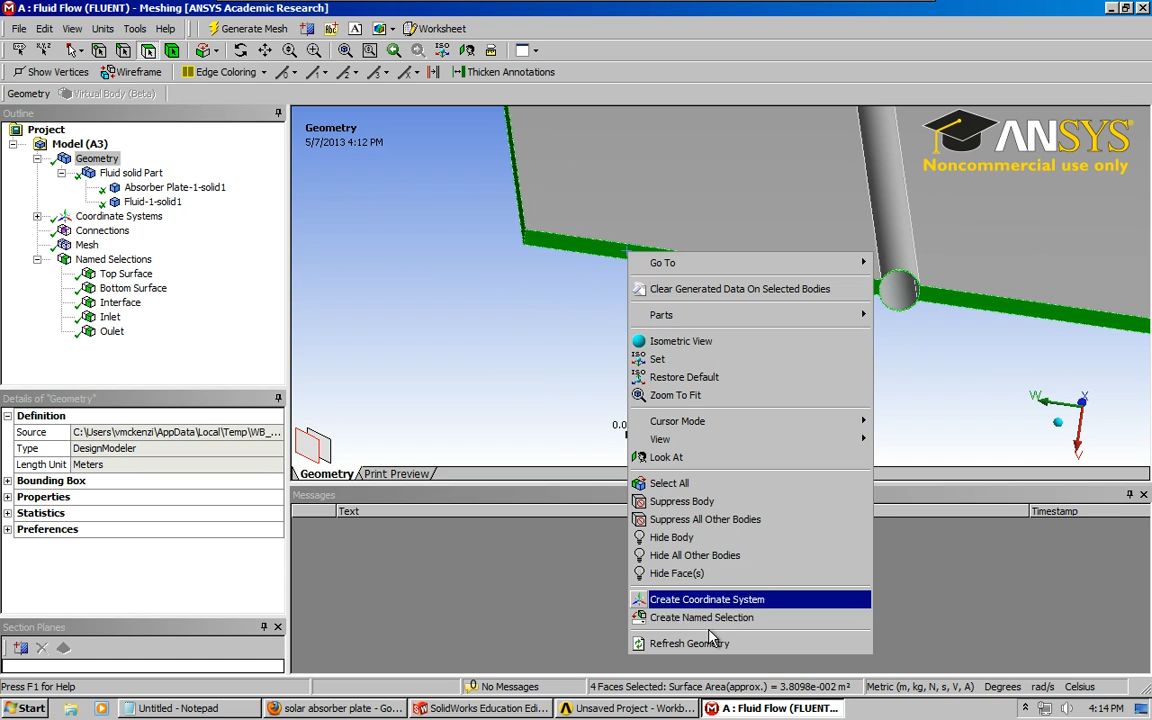 A : Fluid Flow (FLUENT) - Meshing [ANSYS Academic Research]
File Edit View Units Tools Help Generate Mesh Worksheet
Show Vertices Wireframe Edge Coloring Thicken Annotations
Geometry Virtual Body (Beta)
Outline
Project
Model (A3)
Geometry
Fluid solid Part
Absorber Plate-1-solid1
Fluid-1-solid1
Coordinate Systems
Connections
Mesh
Named Selections
Top Surface
Bottom Surface
Interface
Inlet
Oulet
Details of "Geometry"
Definition
Source C:\Users\vmckenzi\AppData\Local\Temp\WB_...
Type DesignModeler
Length Unit Meters
Bounding Box
Properties
Statistics
Preferences
Section Planes
Geometry
5/7/2013 4:12 PM
ANSYS
Noncommercial use only
0.0
W X
V
Go To
Clear Generated Data On Selected Bodies
Parts
Isometric View
ISO Set
ISO Restore Default
Zoom To Fit
Cursor Mode
View
Look At
Select All
Suppress Body
Suppress All Other Bodies
Hide Body
Hide All Other Bodies
Hide Face(s)
Create Coordinate System
Create Named Selection
Refresh Geometry
Geometry Print Preview
Messages
Text Timestamp
Press F1 for Help No Messages 4 Faces Selected: Surface Area(approx.) = 3.8098e-002 m² Metric (m, kg, N, s, V, A) Degrees rad/s Celsius
Start Untitled - Notepad solar absorber plate - Go... SolidWorks Education Edi... Unsaved Project - Workb... A : Fluid Flow (FLUENT... 4:14 PM